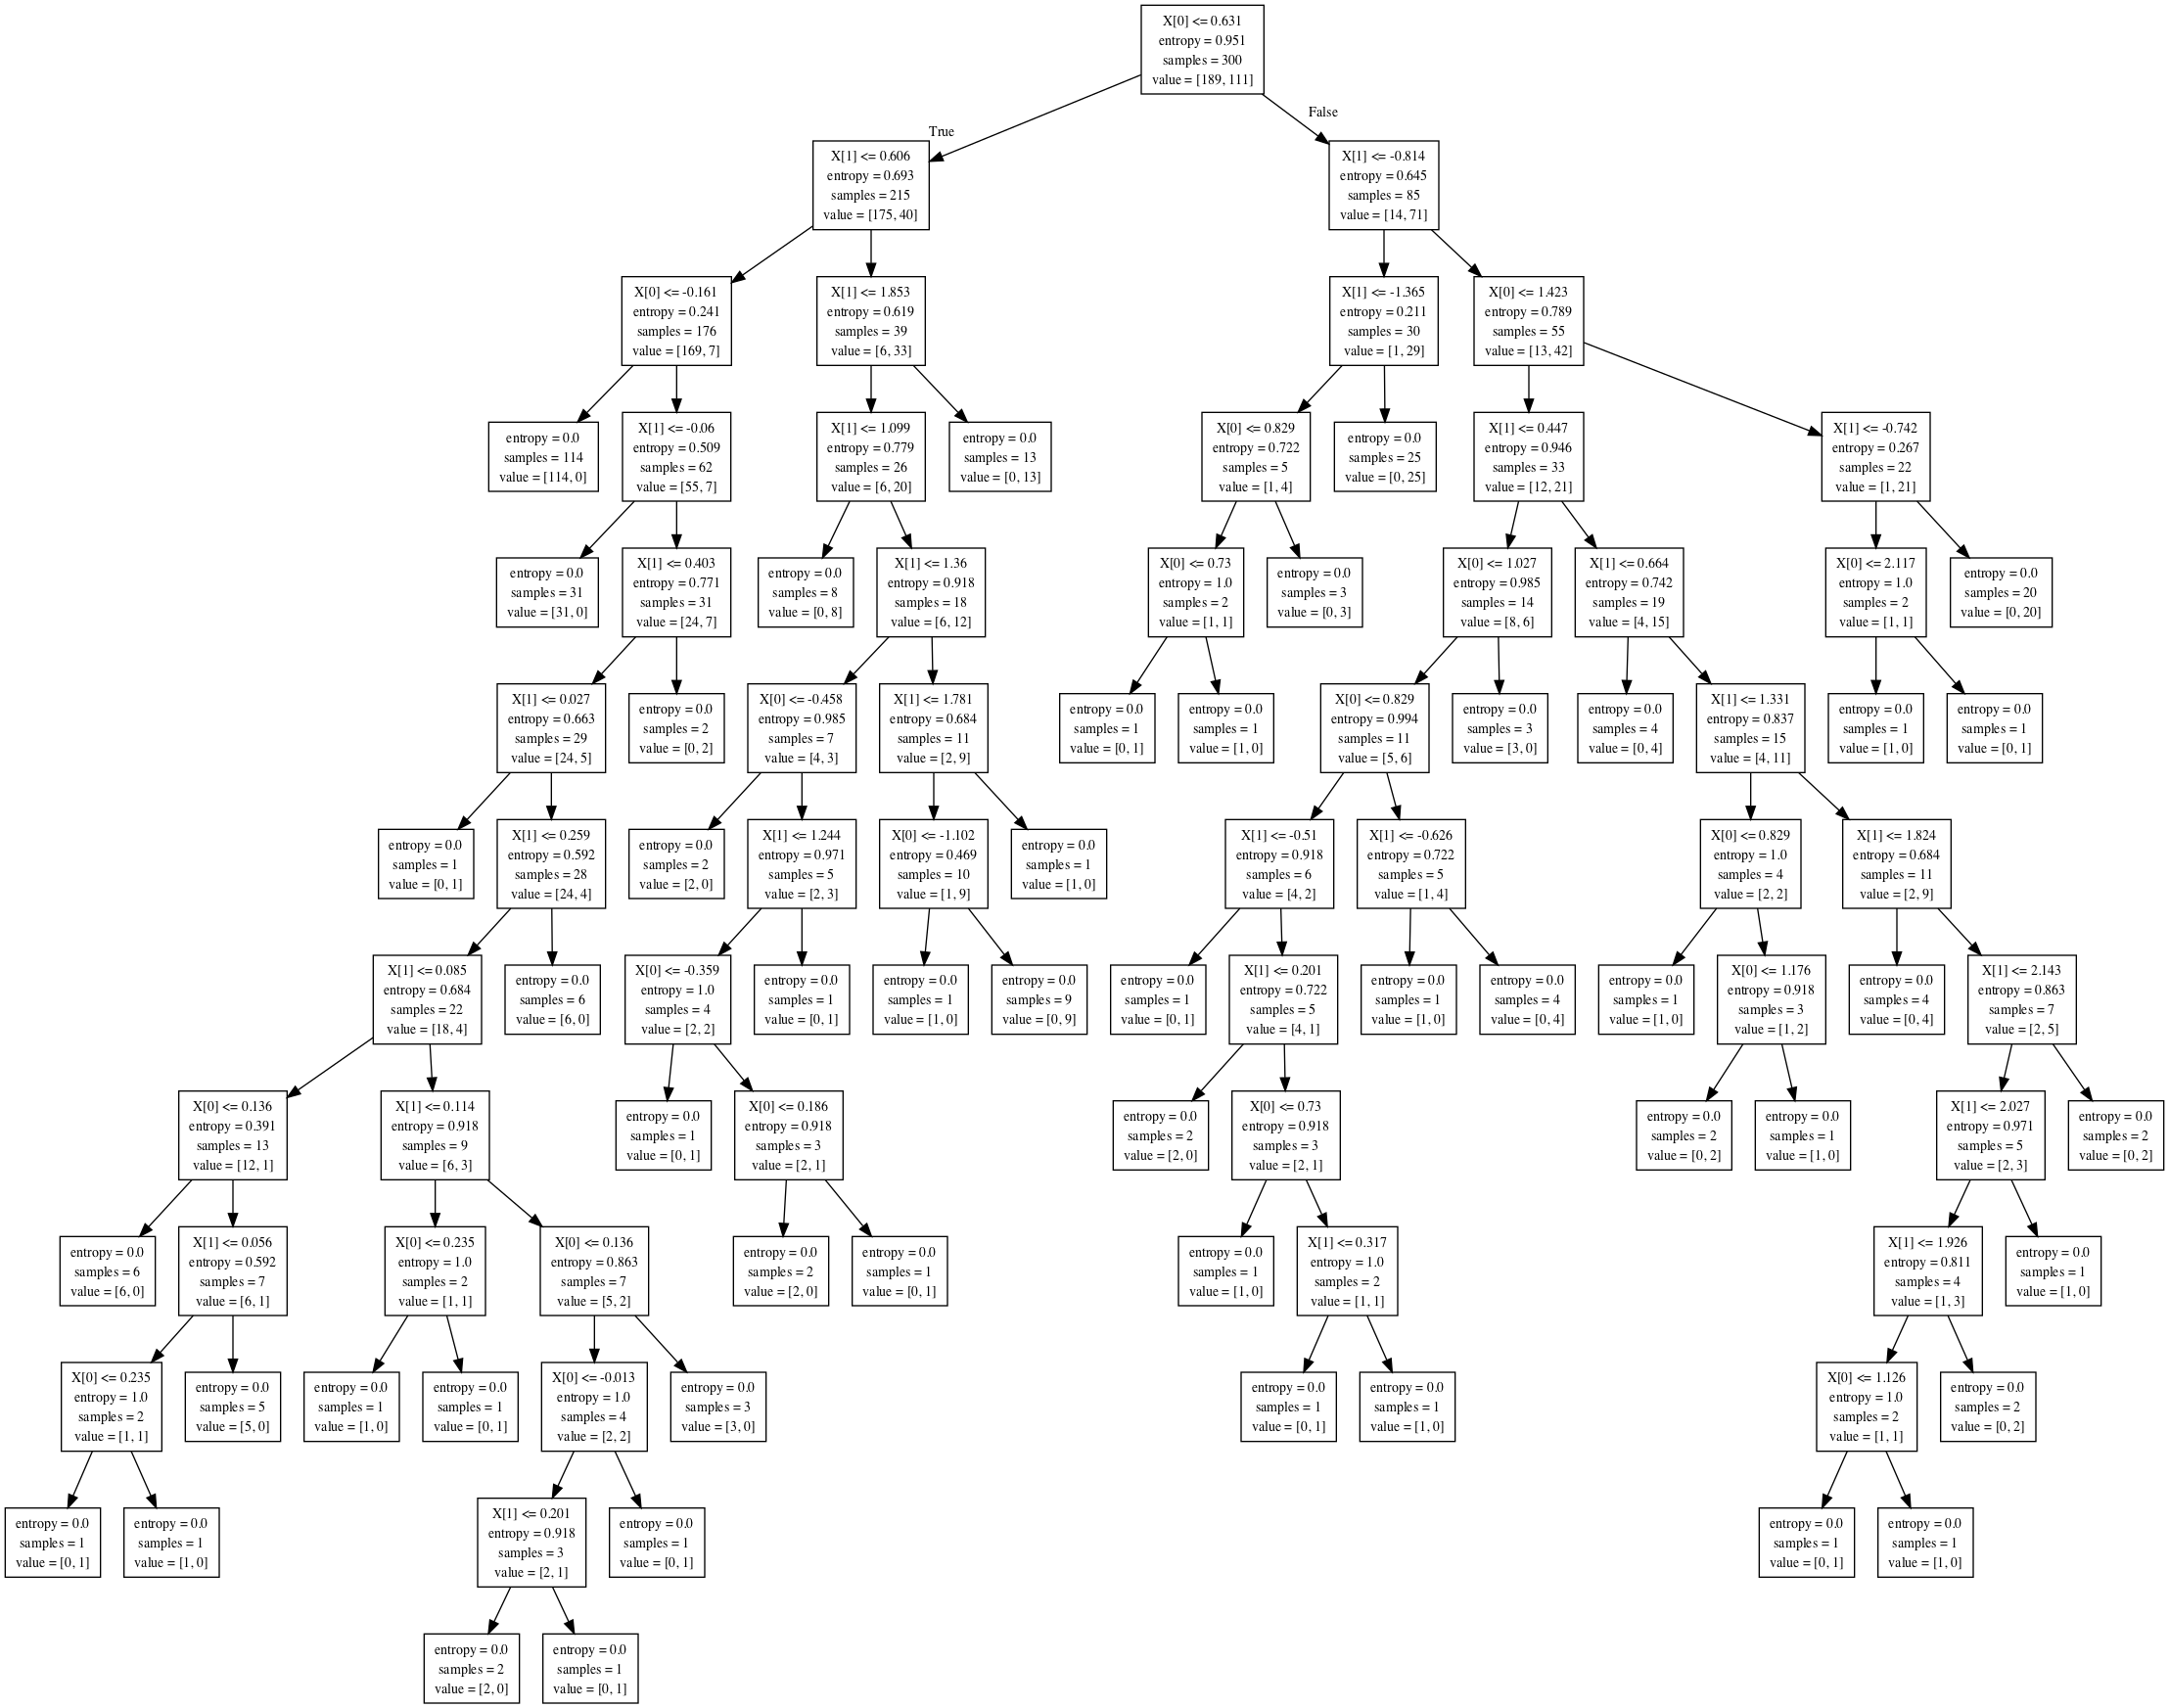 X[0] <= 0.631
entropy = 0.951
samples = 300
value = [189, 111]
True
False
X[1] <= 0.606
entropy = 0.693
samples = 215
value = [175, 40]
X[1] <= -0.814
entropy = 0.645
samples = 85
value = [14, 71]
X[0] <= -0.161
entropy = 0.241
samples = 176
value = [169, 7]
X[1] <= 1.853
entropy = 0.619
samples = 39
value = [6, 33]
X[1] <= -1.365
entropy = 0.211
samples = 30
value = [1, 29]
X[0] <= 1.423
entropy = 0.789
samples = 55
value = [13, 42]
entropy = 0.0
samples = 114
value = [114, 0]
X[1] <= -0.06
entropy = 0.509
samples = 62
value = [55, 7]
X[1] <= 1.099
entropy = 0.779
samples = 26
value = [6, 20]
entropy = 0.0
samples = 13
value = [0, 13]
X[0] <= 0.829
entropy = 0.722
samples = 5
value = [1, 4]
entropy = 0.0
samples = 25
value = [0, 25]
X[1] <= 0.447
entropy = 0.946
samples = 33
value = [12, 21]
X[1] <= -0.742
entropy = 0.267
samples = 22
value = [1, 21]
entropy = 0.0
samples = 31
value = [31, 0]
X[1] <= 0.403
entropy = 0.771
samples = 31
value = [24, 7]
entropy = 0.0
samples = 8
value = [0, 8]
X[1] <= 1.36
entropy = 0.918
samples = 18
value = [6, 12]
X[0] <= 0.73
entropy = 1.0
samples = 2
value = [1, 1]
entropy = 0.0
samples = 3
value = [0, 3]
X[0] <= 1.027
entropy = 0.985
samples = 14
value = [8, 6]
X[1] <= 0.664
entropy = 0.742
samples = 19
value = [4, 15]
X[0] <= 2.117
entropy = 1.0
samples = 2
value = [1, 1]
entropy = 0.0
samples = 20
value = [0, 20]
X[1] <= 0.027
entropy = 0.663
samples = 29
value = [24, 5]
entropy = 0.0
samples = 2
value = [0, 2]
X[0] <= -0.458
entropy = 0.985
samples = 7
value = [4, 3]
X[1] <= 1.781
entropy = 0.684
samples = 11
value = [2, 9]
entropy = 0.0
samples = 1
value = [0, 1]
entropy = 0.0
samples = 1
value = [1, 0]
X[0] <= 0.829
entropy = 0.994
samples = 11
value = [5, 6]
entropy = 0.0
samples = 3
value = [3, 0]
entropy = 0.0
samples = 4
value = [0, 4]
X[1] <= 1.331
entropy = 0.837
samples = 15
value = [4, 11]
entropy = 0.0
samples = 1
value = [1, 0]
entropy = 0.0
samples = 1
value = [0, 1]
entropy = 0.0
samples = 1
value = [0, 1]
X[1] <= 0.259
entropy = 0.592
samples = 28
value = [24, 4]
entropy = 0.0
samples = 2
value = [2, 0]
X[1] <= 1.244
entropy = 0.971
samples = 5
value = [2, 3]
X[0] <= -1.102
entropy = 0.469
samples = 10
value = [1, 9]
entropy = 0.0
samples = 1
value = [1, 0]
X[1] <= -0.51
entropy = 0.918
samples = 6
value = [4, 2]
X[1] <= -0.626
entropy = 0.722
samples = 5
value = [1, 4]
X[0] <= 0.829
entropy = 1.0
samples = 4
value = [2, 2]
X[1] <= 1.824
entropy = 0.684
samples = 11
value = [2, 9]
X[1] <= 0.085
entropy = 0.684
samples = 22
value = [18, 4]
entropy = 0.0
samples = 6
value = [6, 0]
X[0] <= -0.359
entropy = 1.0
samples = 4
value = [2, 2]
entropy = 0.0
samples = 1
value = [0, 1]
entropy = 0.0
samples = 1
value = [1, 0]
entropy = 0.0
samples = 9
value = [0, 9]
entropy = 0.0
samples = 1
value = [0, 1]
X[1] <= 0.201
entropy = 0.722
samples = 5
value = [4, 1]
entropy = 0.0
samples = 1
value = [1, 0]
entropy = 0.0
samples = 4
value = [0, 4]
entropy = 0.0
samples = 1
value = [1, 0]
X[0] <= 1.176
entropy = 0.918
samples = 3
value = [1, 2]
entropy = 0.0
samples = 4
value = [0, 4]
X[1] <= 2.143
entropy = 0.863
samples = 7
value = [2, 5]
X[0] <= 0.136
entropy = 0.391
samples = 13
value = [12, 1]
X[1] <= 0.114
entropy = 0.918
samples = 9
value = [6, 3]
entropy = 0.0
samples = 1
value = [0, 1]
X[0] <= 0.186
entropy = 0.918
samples = 3
value = [2, 1]
entropy = 0.0
samples = 2
value = [2, 0]
X[0] <= 0.73
entropy = 0.918
samples = 3
value = [2, 1]
entropy = 0.0
samples = 2
value = [0, 2]
entropy = 0.0
samples = 1
value = [1, 0]
X[1] <= 2.027
entropy = 0.971
samples = 5
value = [2, 3]
entropy = 0.0
samples = 2
value = [0, 2]
entropy = 0.0
samples = 6
value = [6, 0]
X[1] <= 0.056
entropy = 0.592
samples = 7
value = [6, 1]
X[0] <= 0.235
entropy = 1.0
samples = 2
value = [1, 1]
X[0] <= 0.136
entropy = 0.863
samples = 7
value = [5, 2]
entropy = 0.0
samples = 2
value = [2, 0]
entropy = 0.0
samples = 1
value = [0, 1]
entropy = 0.0
samples = 1
value = [1, 0]
X[1] <= 0.317
entropy = 1.0
samples = 2
value = [1, 1]
X[1] <= 1.926
entropy = 0.811
samples = 4
value = [1, 3]
entropy = 0.0
samples = 1
value = [1, 0]
X[0] <= 0.235
entropy = 1.0
samples = 2
value = [1, 1]
entropy = 0.0
samples = 5
value = [5, 0]
entropy = 0.0
samples = 1
value = [1, 0]
entropy = 0.0
samples = 1
value = [0, 1]
X[0] <= -0.013
entropy = 1.0
samples = 4
value = [2, 2]
entropy = 0.0
samples = 3
value = [3, 0]
entropy = 0.0
samples = 1
value = [0, 1]
entropy = 0.0
samples = 1
value = [1, 0]
X[0] <= 1.126
entropy = 1.0
samples = 2
value = [1, 1]
entropy = 0.0
samples = 2
value = [0, 2]
entropy = 0.0
samples = 1
value = [0, 1]
entropy = 0.0
samples = 1
value = [1, 0]
X[1] <= 0.201
entropy = 0.918
samples = 3
value = [2, 1]
entropy = 0.0
samples = 1
value = [0, 1]
entropy = 0.0
samples = 1
value = [0, 1]
entropy = 0.0
samples = 1
value = [1, 0]
entropy = 0.0
samples = 2
value = [2, 0]
entropy = 0.0
samples = 1
value = [0, 1]